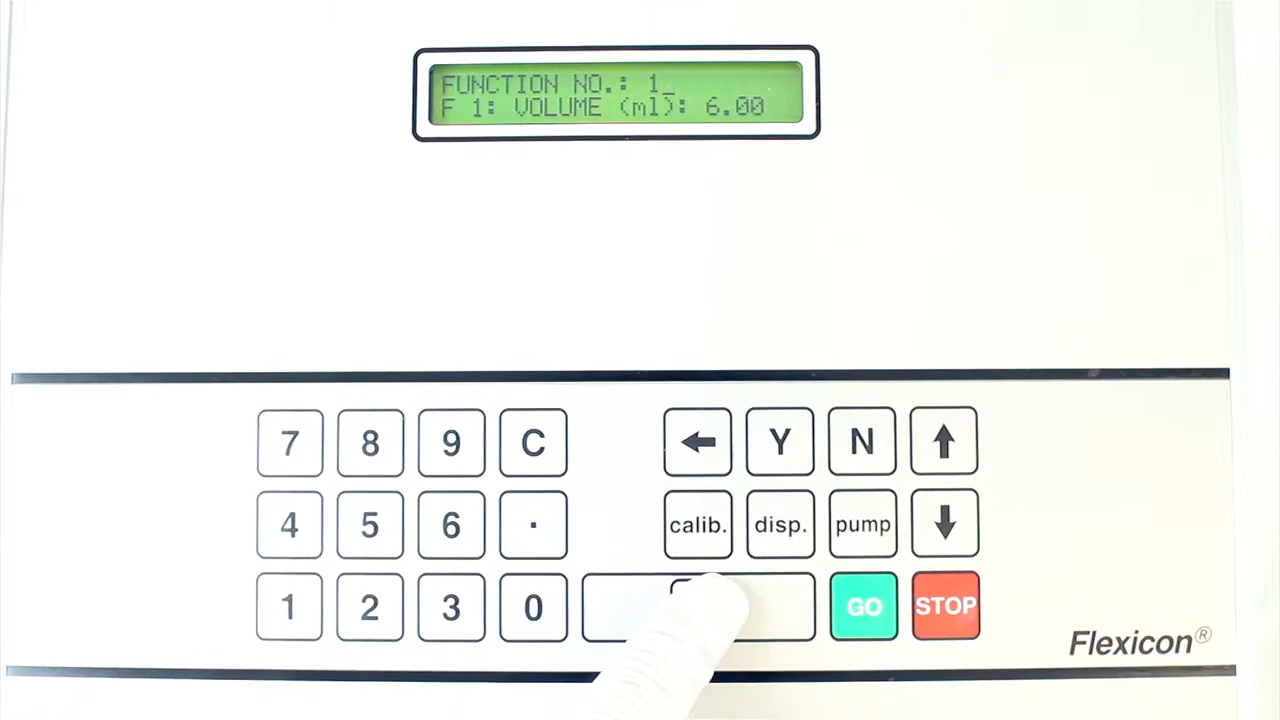 FUNCTION NO.: 1_
F 1: VOLUME (ml): 6.00
7 8 9 C ← Y N ↑
4 5 6 . calib. disp. pump ↓
1 2 3 0 GO STOP
Flexicon®